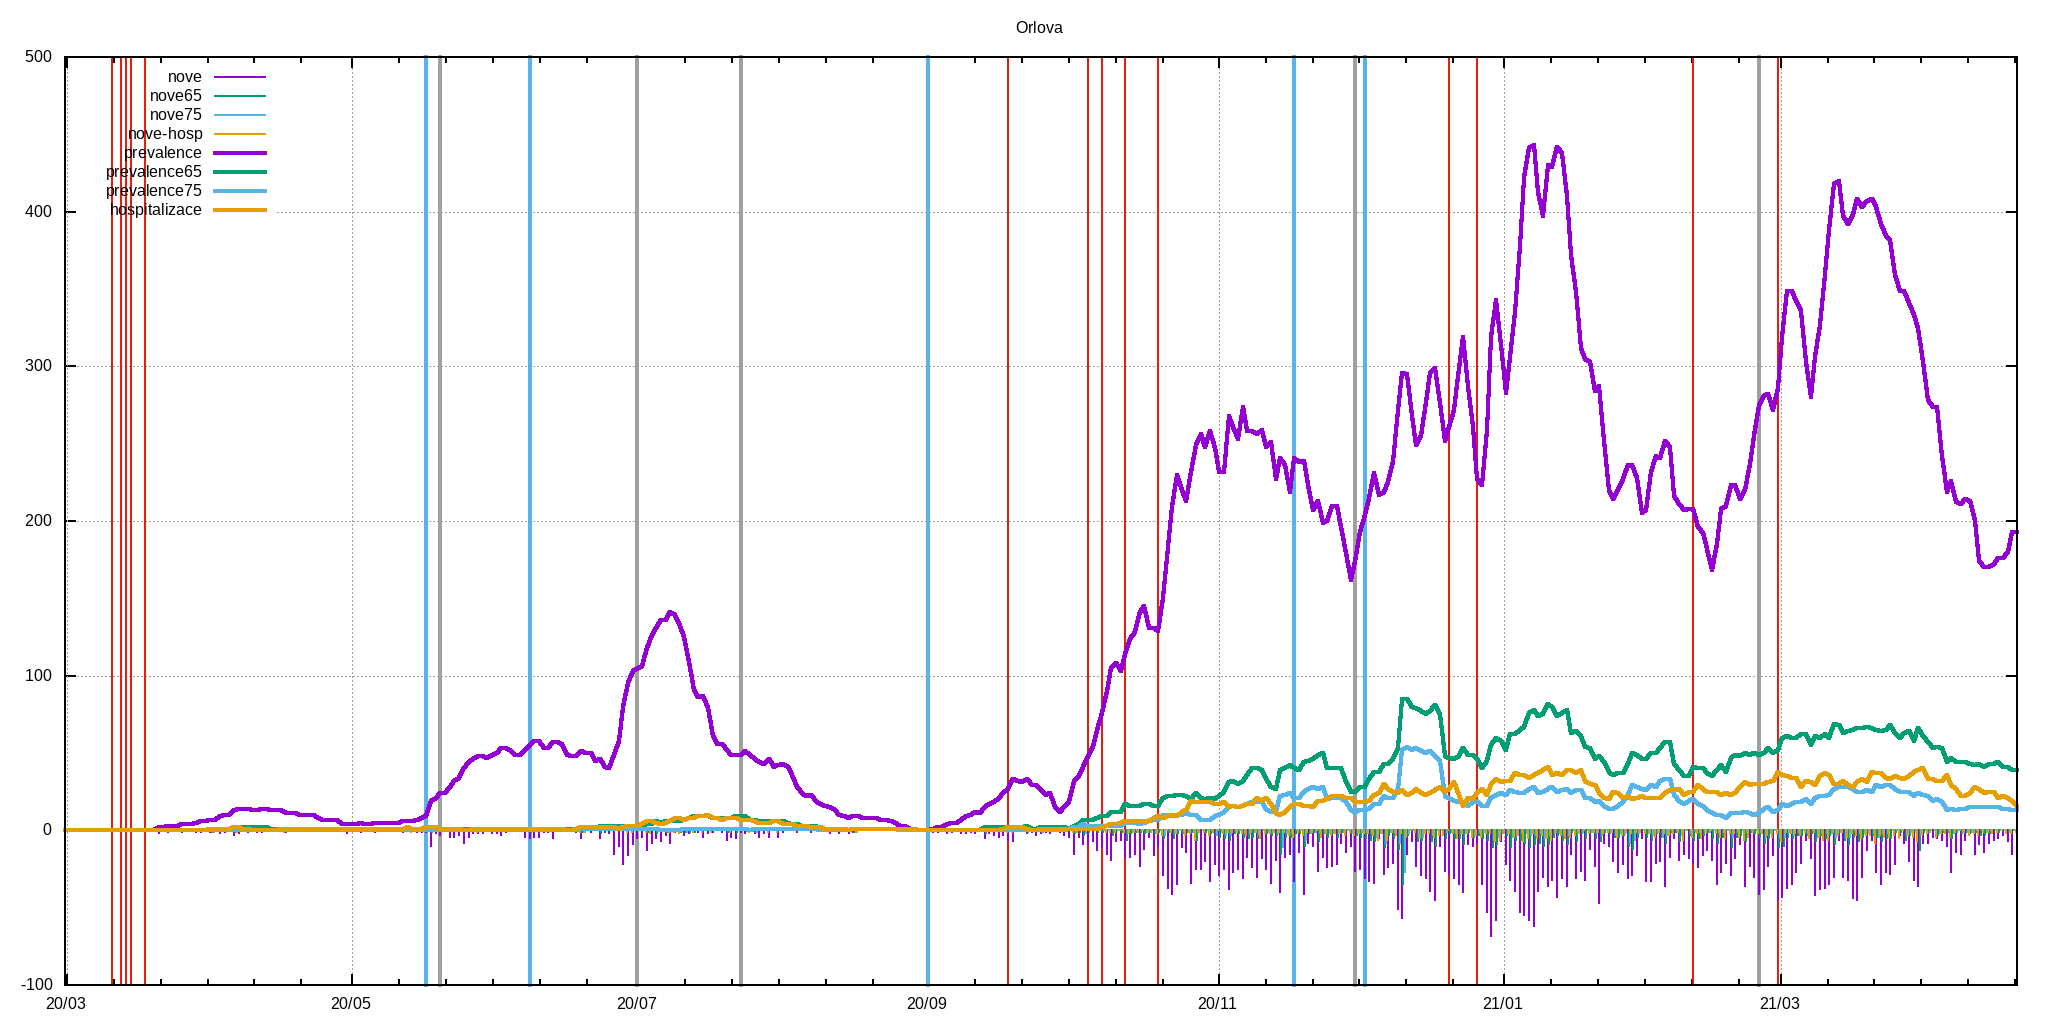 Orlova
500
nove
nove65
nove75
nove-hosp
prevalence
prevalence65
prevalence75
hospitalizace
400
300
200
100
0
-100
20/03 20/05 20/07 20/09 20/11 21/01 21/03